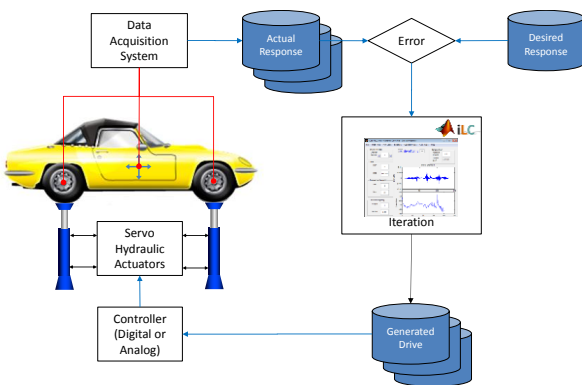 Data
Acquisition
System
Actual
Response
Error
Desired
Response
iLC
Iteration
Servo
Hydraulic
Actuators
Controller
(Digital or
Analog)
Generated
Drive